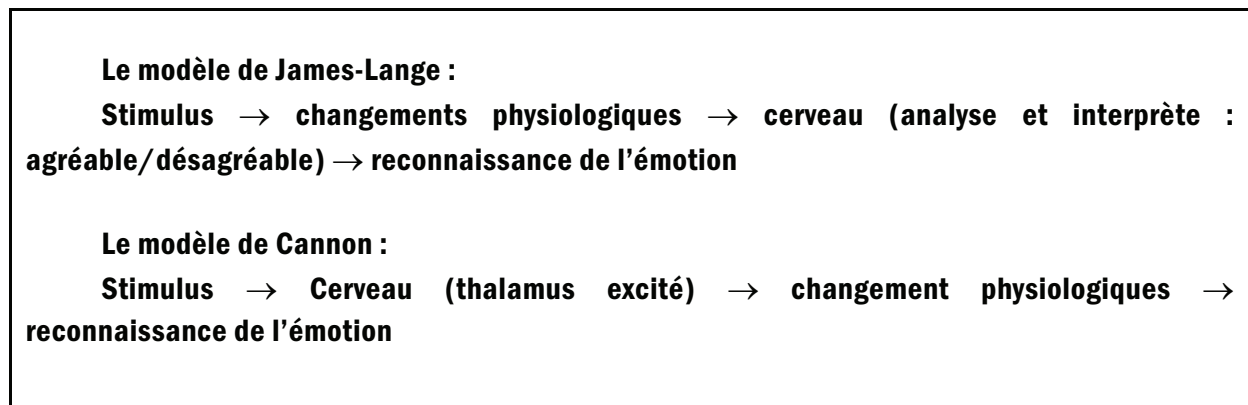 Le modèle de James-Lange :
Stimulus → changements physiologiques → cerveau (analyse et interprète :
agréable/désagréable) → reconnaissance de l’émotion
Le modèle de Cannon :
Stimulus → Cerveau (thalamus excité) → changement physiologiques →
reconnaissance de l’émotion